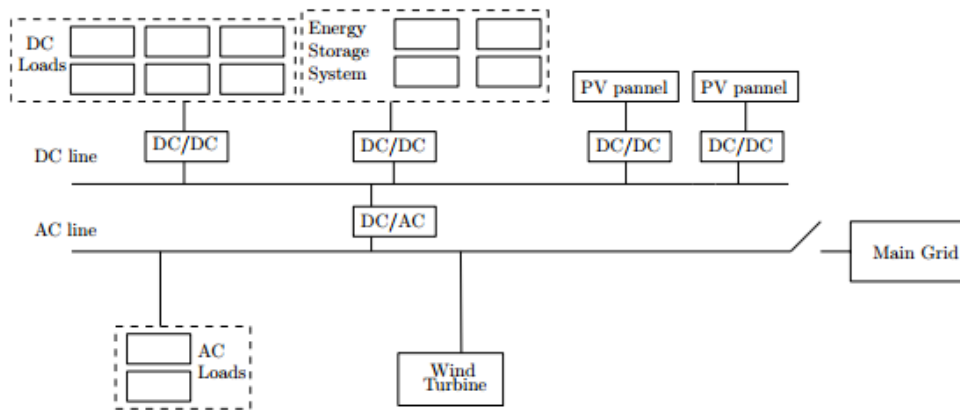 DC
Loads
Energy
Storage
System
PV pannel
PV pannel
DC/DC
DC/DC
DC/DC
DC/DC
DC line
DC/AC
AC line
Main Grid
AC
Loads
Wind
Turbine